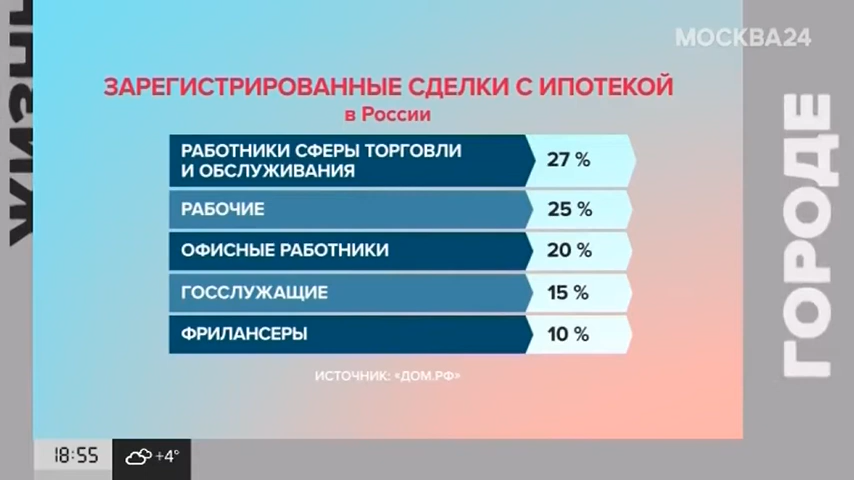 МОСКВА24
ЖИЗНЬ
ГОРОДЕ
ЗАРЕГИСТРИРОВАННЫЕ СДЕЛКИ С ИПОТЕКОЙ
в России
РАБОТНИКИ СФЕРЫ ТОРГОВЛИ
И ОБСЛУЖИВАНИЯ
27 %
РАБОЧИЕ 25 %
ОФИСНЫЕ РАБОТНИКИ 20 %
ГОССЛУЖАЩИЕ 15 %
ФРИЛАНСЕРЫ 10 %
ИСТОЧНИК: «ДОМ.РФ»
18:55 +4°